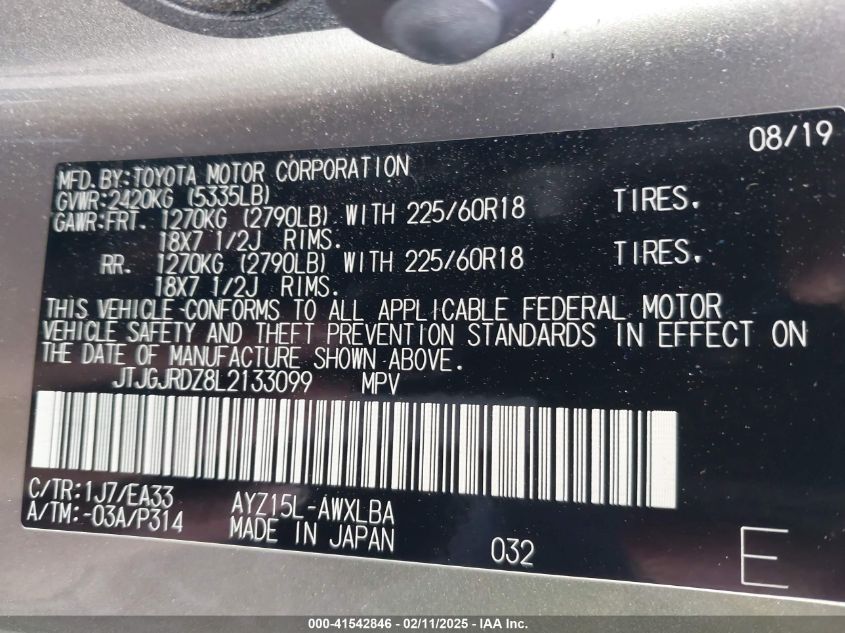 08/19
MFD.BY:TOYOTA MOTOR CORPORATION
GVWR:2420KG (5335LB)
GAWR:FRT. 1270KG (2790LB) WITH 225/60R18 TIRES.
18X7 1/2J RIMS.
RR. 1270KG (2790LB) WITH 225/60R18 TIRES.
18X7 1/2J RIMS.
THIS VEHICLE CONFORMS TO ALL APPLICABLE FEDERAL MOTOR
VEHICLE SAFETY AND THEFT PREVENTION STANDARDS IN EFFECT ON
THE DATE OF MANUFACTURE SHOWN ABOVE.
JTJGJRDZ8L2133099 MPV
C/TR:1J7/EA33 AYZ15L-AWXLBA
A/TM:-03A/P314 MADE IN JAPAN 032 E
000-41542846 - 02/11/2025 - IAA Inc.